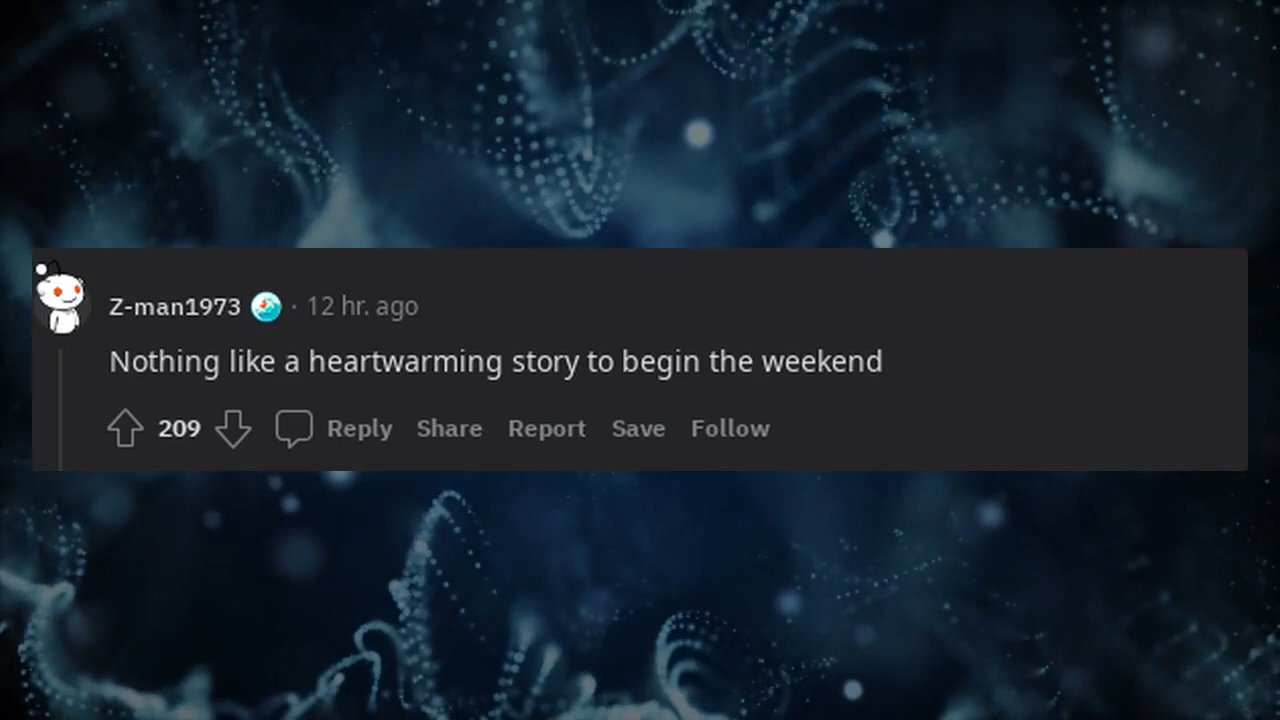 Z-man1973 · 12 hr. ago
Nothing like a heartwarming story to begin the weekend
209 Reply Share Report Save Follow